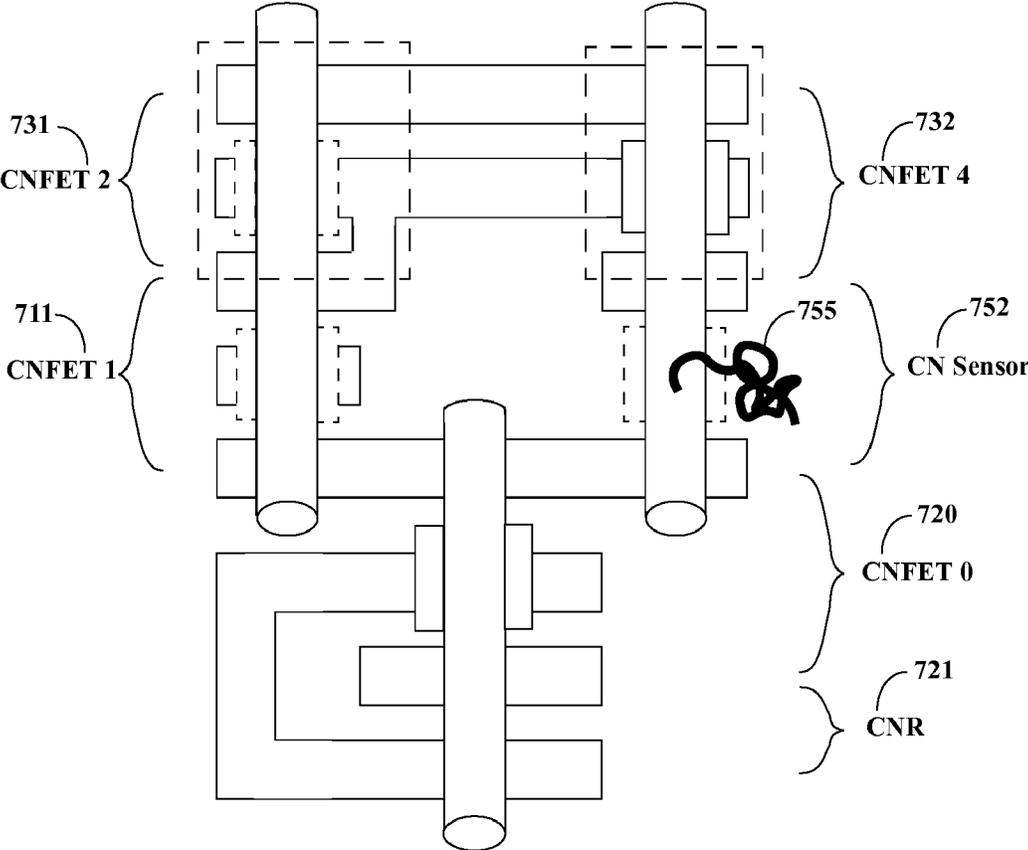 731
CNFET 2
732
CNFET 4
711
CNFET 1
755
752
CN Sensor
720
CNFET 0
721
CNR